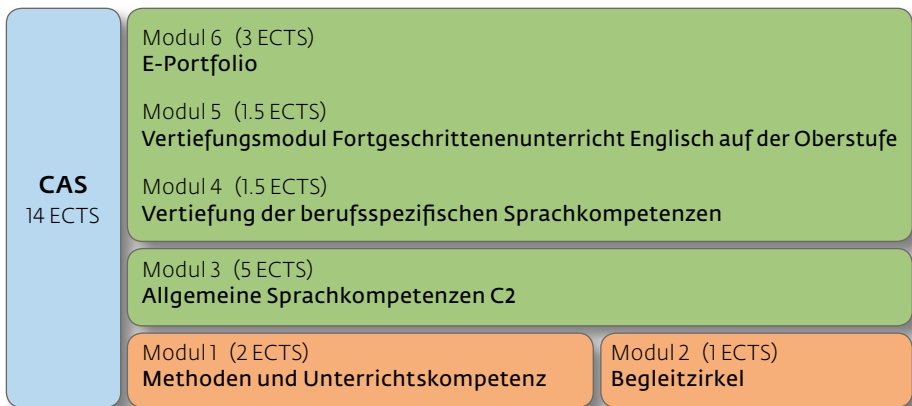 CAS
14 ECTS
Modul 6 (3 ECTS)
E-Portfolio
Modul 5 (1.5 ECTS)
Vertiefungsmodul Fortgeschrittenenunterricht Englisch auf der Oberstufe
Modul 4 (1.5 ECTS)
Vertiefung der berufsspezifischen Sprachkompetenzen
Modul 3 (5 ECTS)
Allgemeine Sprachkompetenzen C2
Modul 1 (2 ECTS)
Methoden und Unterrichtskompetenz
Modul 2 (1 ECTS)
Begleitzirkel